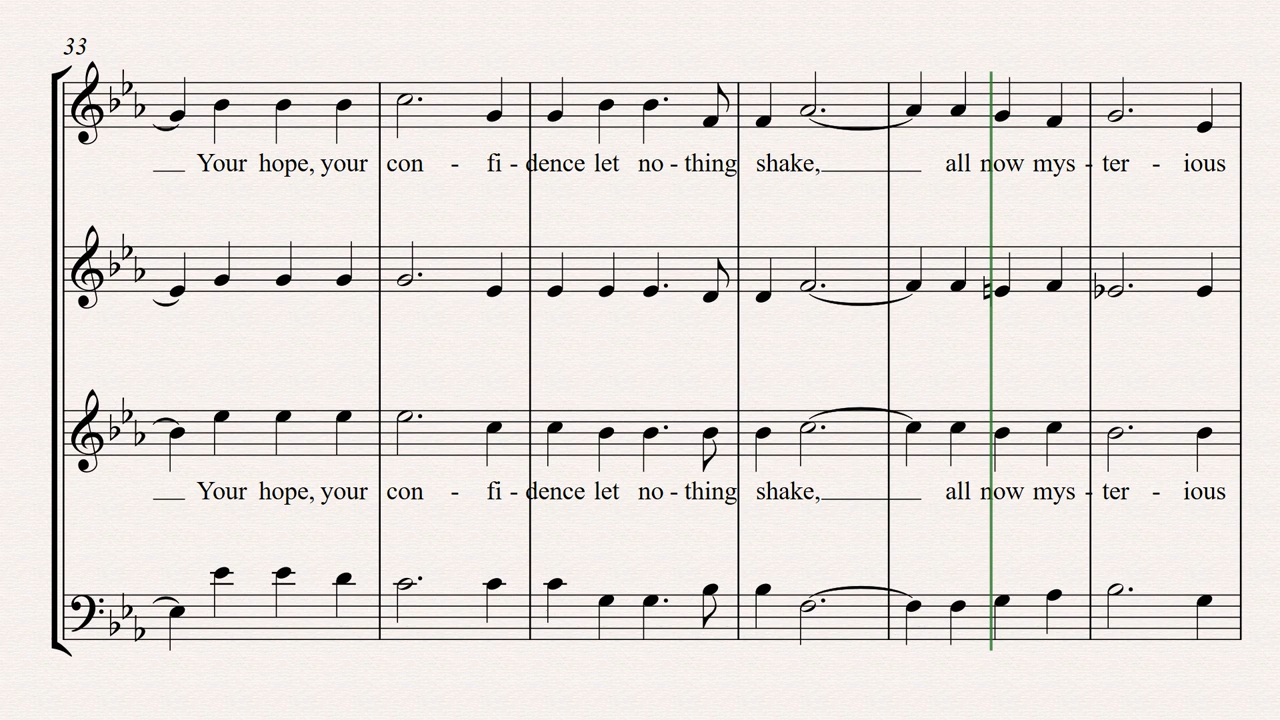 33
Your hope, your con - fi - dence let no - thing shake, all now mys - ter - ious
Your hope, your con - fi - dence let no - thing shake, all now mys - ter - ious